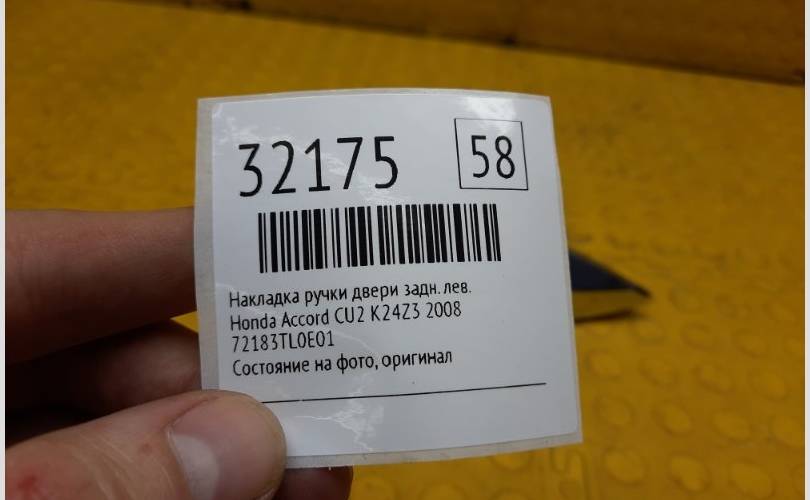 32175 58
Накладка ручки двери задн. лев.
Honda Accord CU2 K24Z3 2008
72183TL0E01
Состояние на фото, оригинал